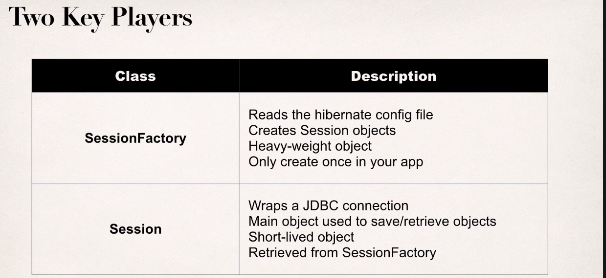 Two Key Players
Class
Description
SessionFactory
Reads the hibernate config file
Creates Session objects
Heavy-weight object
Only create once in your app
Session
Wraps a JDBC connection
Main object used to save/retrieve objects
Short-lived object
Retrieved from SessionFactory